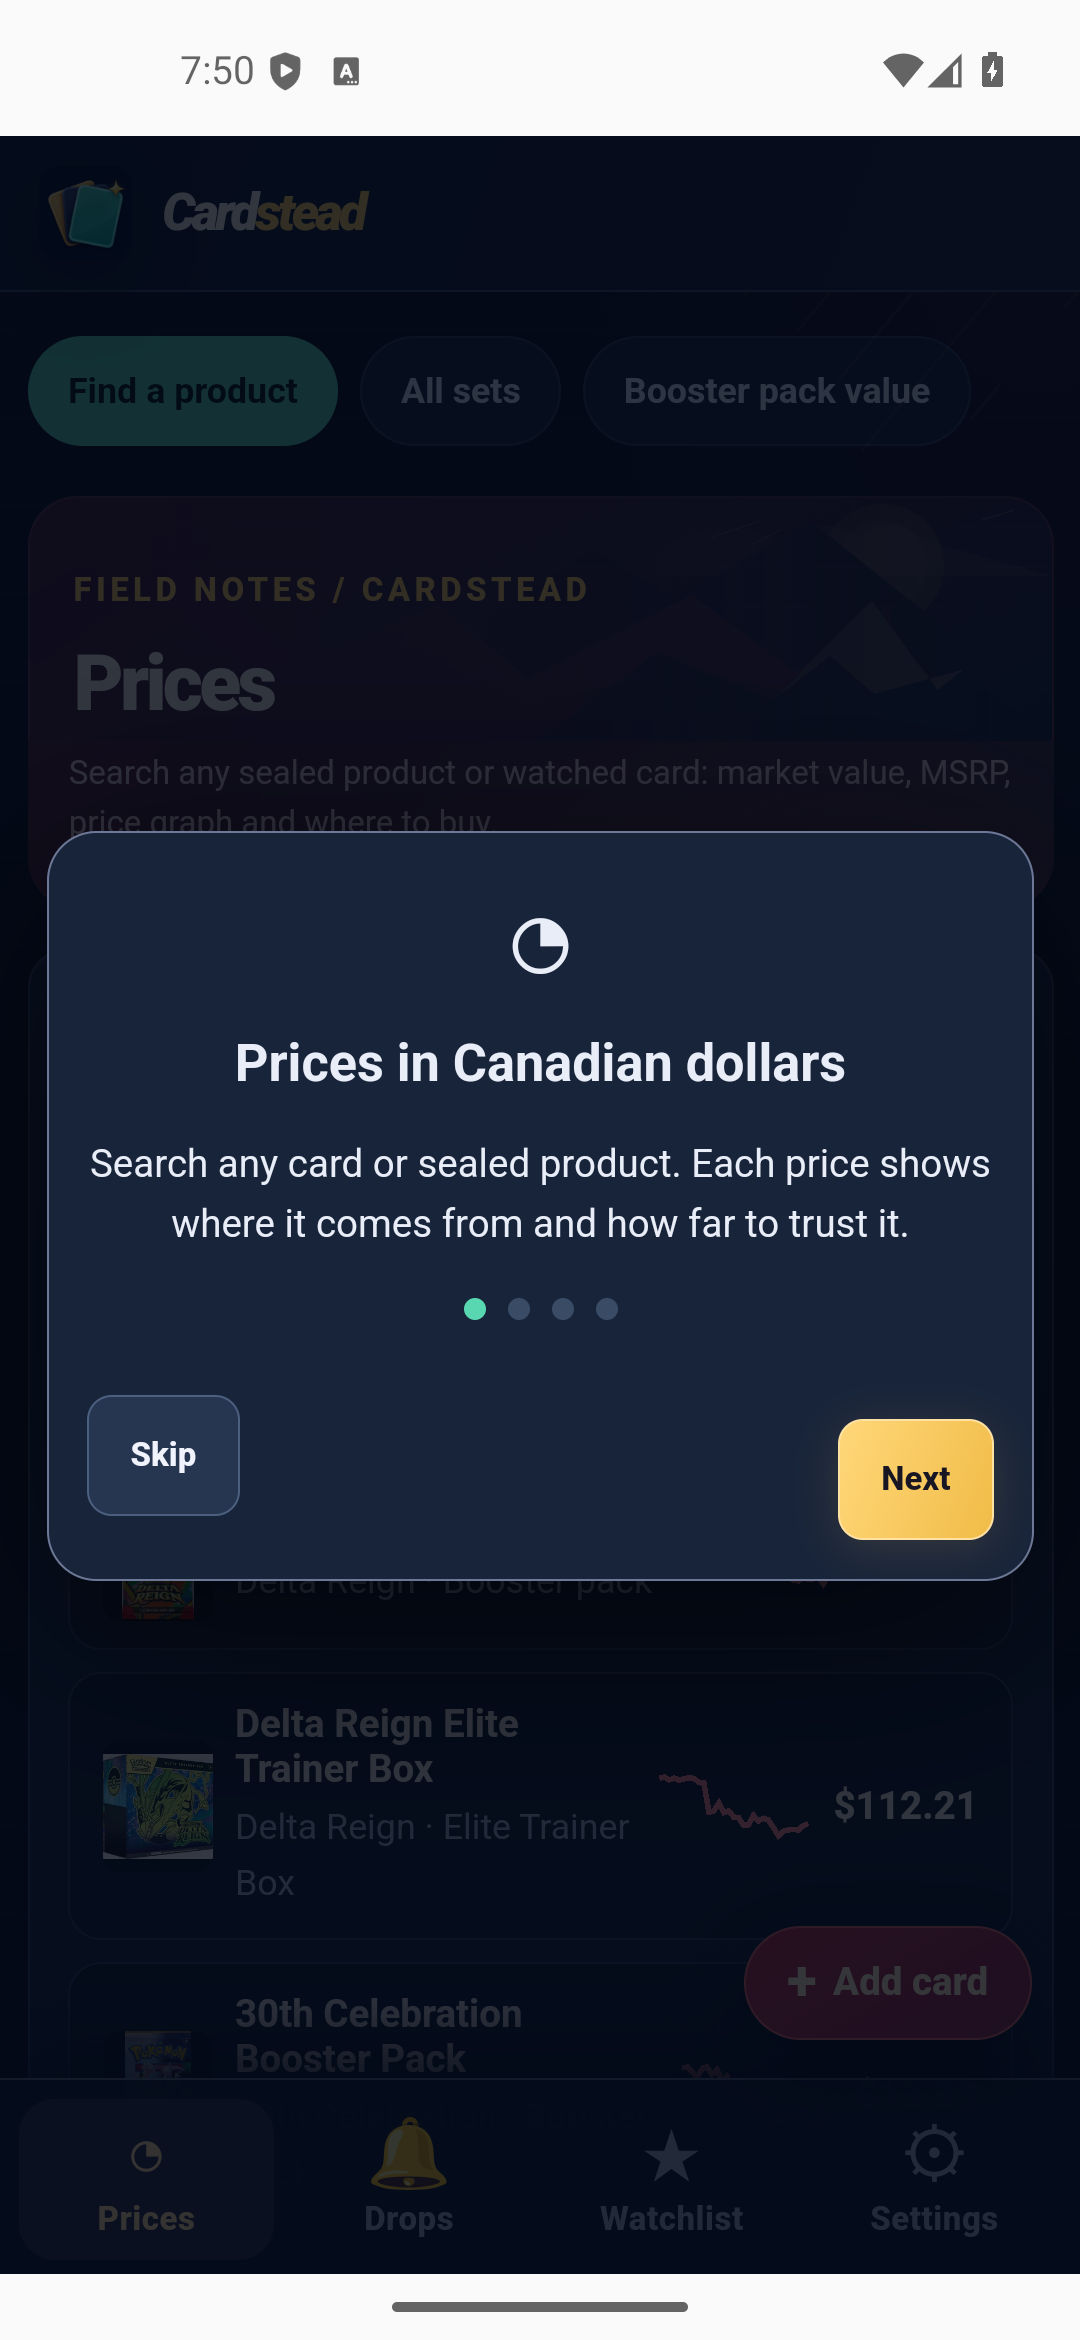 7:50
Cardstead
Find a product
All sets
Booster pack value
FIELD NOTES / CARDSTEAD
Prices
Search any sealed product or watched card: market value, MSRP,
price graph and where to buy.
Prices in Canadian dollars
Search any card or sealed product. Each price shows
where it comes from and how far to trust it.
Skip
Next
DELTA REIGN
Delta Reign · Booster pack
Delta Reign Elite
Trainer Box
Delta Reign · Elite Trainer
Box
$112.21
Add card
30th Celebration
Booster Pack
POKÉMON
Prices
Drops
Watchlist
Settings